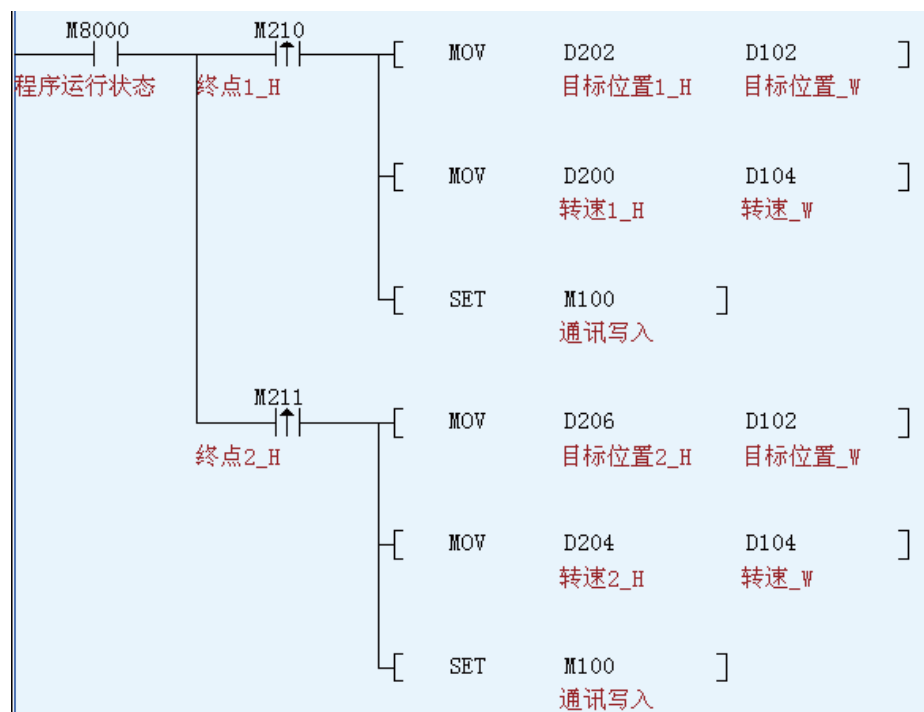 M8000 M210 MOV D202 D102
程序运行状态 终点1_H 目标位置1_H 目标位置_W
MOV D200 D104
转速1_H 转速_W
SET M100
通讯写入
M211 MOV D206 D102
终点2_H 目标位置2_H 目标位置_W
MOV D204 D104
转速2_H 转速_W
SET M100
通讯写入